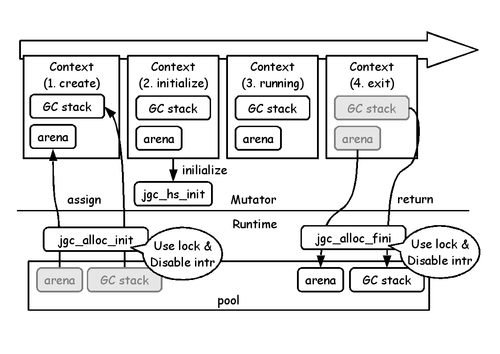 Context
(1. create)
GC stack
arena
Context
(2. initialize)
GC stack
arena
Context
(3. running)
GC stack
arena
Context
(4. exit)
GC stack
arena
inilialize
jgc_hs_init
assign
Mutator
return
Runtime
jgc_alloc_init
Use lock &
Disable intr
jgc_alloc_fini
Use lock &
Disable intr
arena
GC stack
arena
GC stack
pool